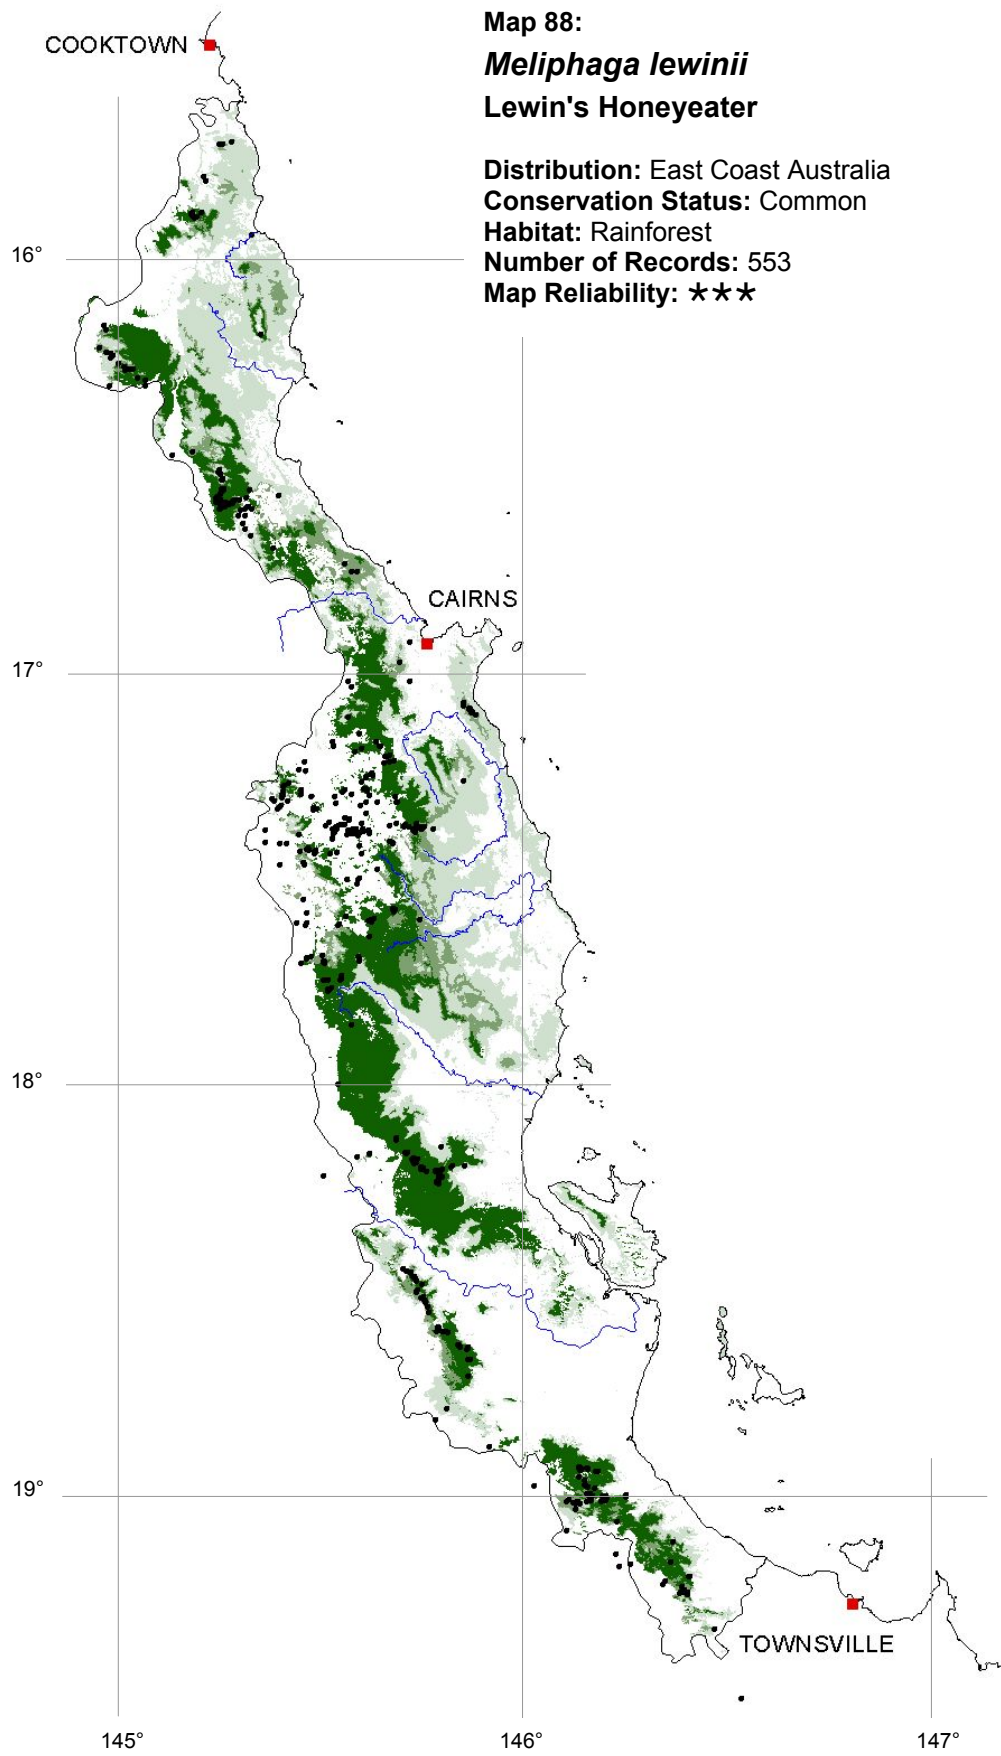 Map 88:
COOKTOWN
Meliphaga lewinii
Lewin's Honeyeater
Distribution: East Coast Australia
Conservation Status: Common
Habitat: Rainforest
16°
Number of Records: 553
Map Reliability: ***
CAIRNS
17°
18°
19°
TOWNSVILLE
145°
146°
147°